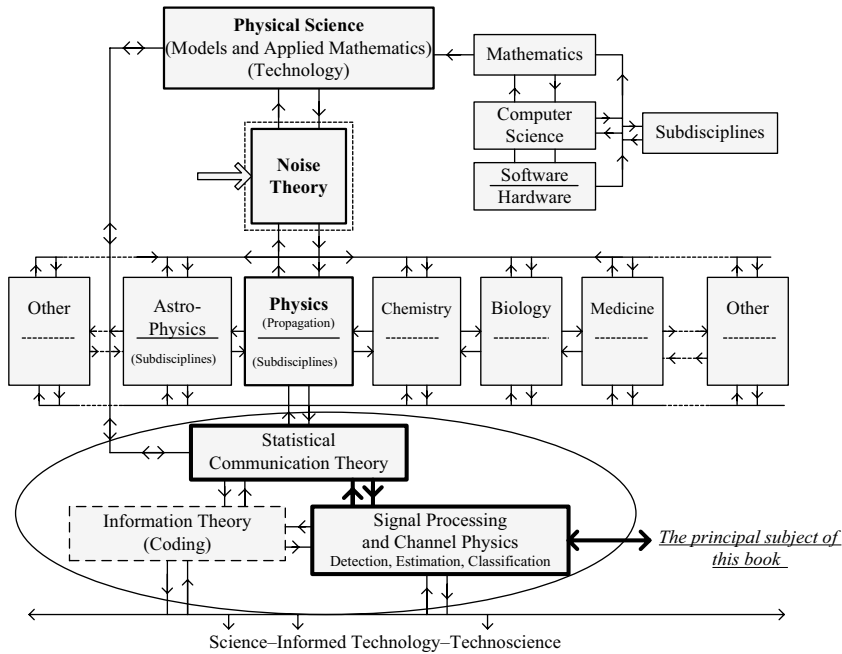 Physical Science
(Models and Applied Mathematics)
(Technology)
Mathematics
Computer
Science
Subdisciplines
Software
Hardware
Noise
Theory
Other
Astro-
Physics
(Subdisciplines)
Physics
(Propagation)
(Subdisciplines)
Chemistry
Biology
Medicine
Other
Statistical
Communication Theory
Information Theory
(Coding)
Signal Processing
and Channel Physics
Detection, Estimation, Classification
The principal subject of
this book
Science–Informed Technology–Technoscience